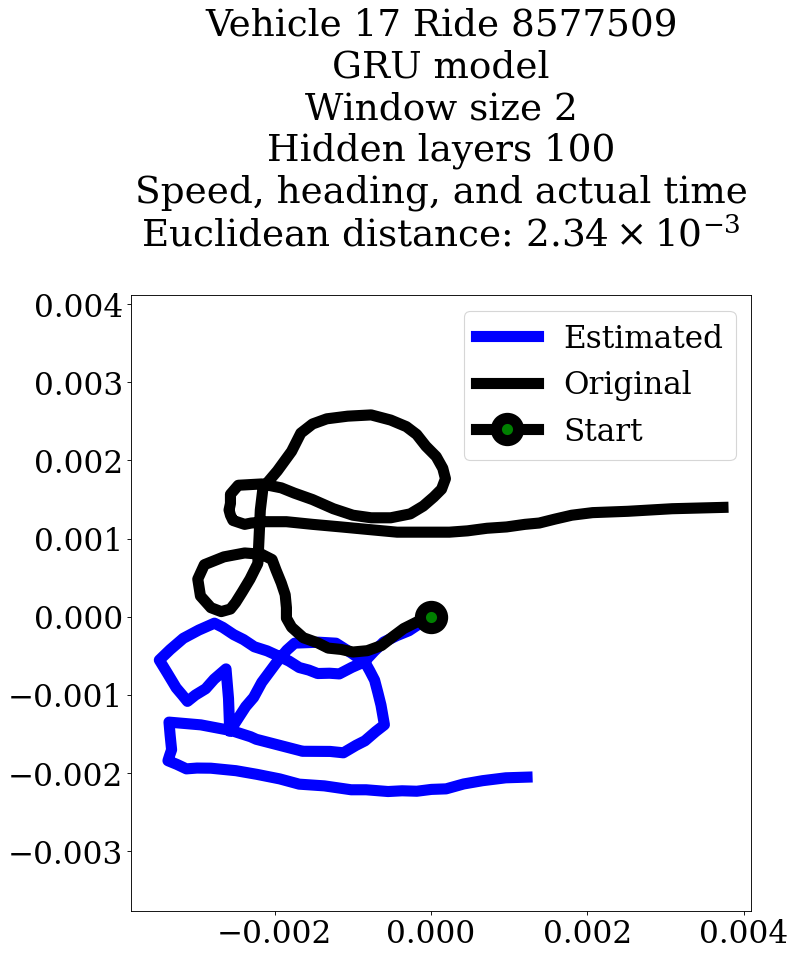 Vehicle 17 Ride 8577509
GRU model
Window size 2
Hidden layers 100
Speed, heading, and actual time
Euclidean distance: 2.34 × 10⁻³
Estimated
Original
Start
0.004
0.003
0.002
0.001
0.000
−0.001
−0.002
−0.003
−0.002 0.000 0.002 0.004